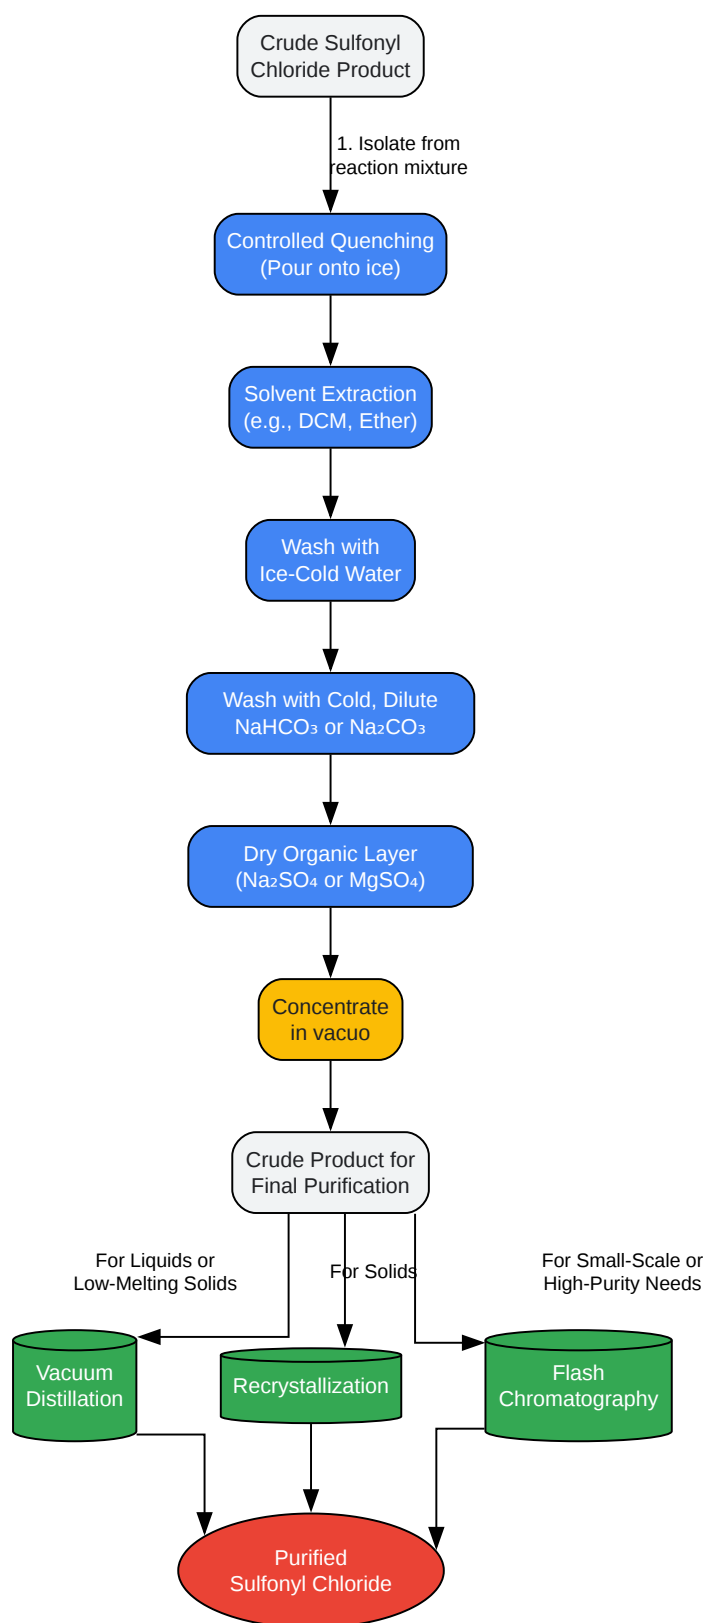 Crude Sulfonyl
Chloride Product
1. Isolate from
reaction mixture
Controlled Quenching
(Pour onto ice)
Solvent Extraction
(e.g., DCM, Ether)
Wash with
Ice-Cold Water
Wash with Cold, Dilute
NaHCO₃ or Na₂CO₃
Dry Organic Layer
(Na₂SO₄ or MgSO₄)
Concentrate
in vacuo
Crude Product for
Final Purification
For Liquids or
Low-Melting Solids
For Solids
For Small-Scale or
High-Purity Needs
Vacuum
Distillation
Recrystallization
Flash
Chromatography
Purified
Sulfonyl Chloride